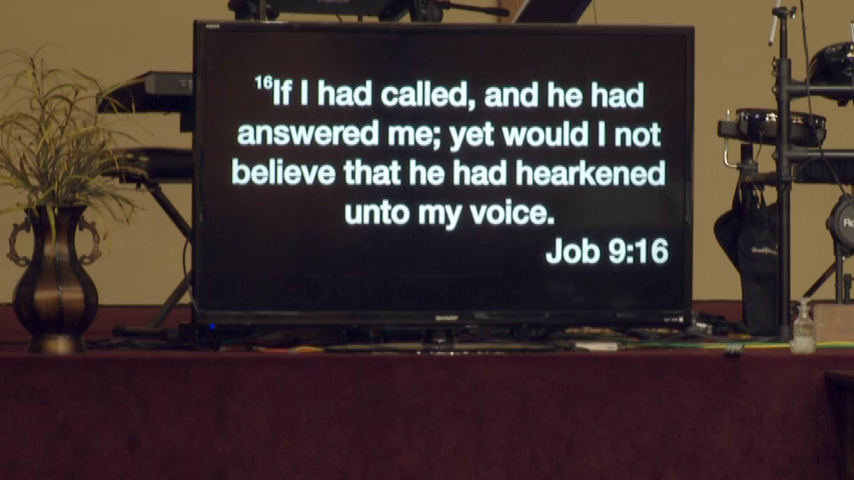 16If I had called, and he had
answered me; yet would I not
believe that he had hearkened
unto my voice.
Job 9:16
SHARP